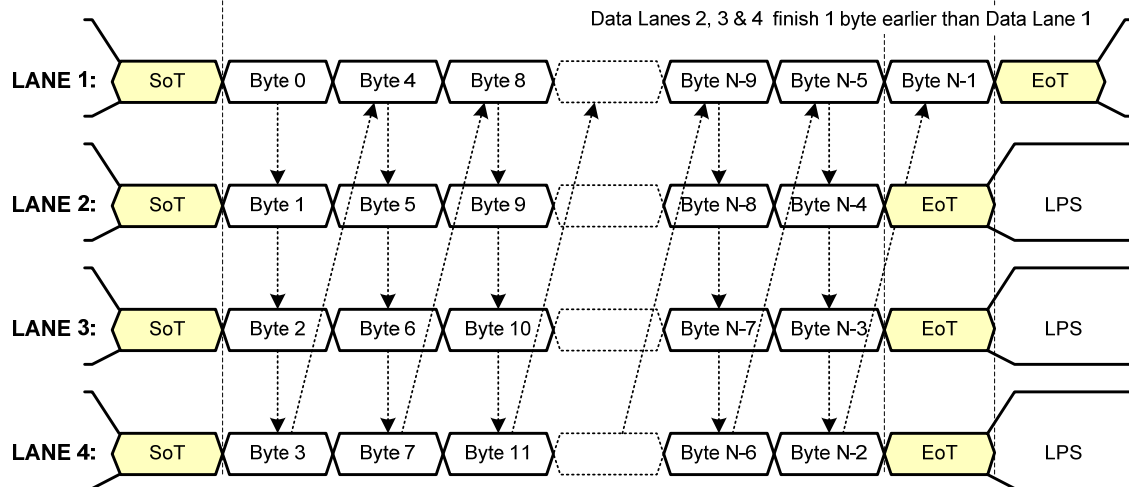 Data Lanes 2, 3 & 4 finish 1 byte earlier than Data Lane 1
LANE 1: SoT Byte 0 Byte 4 Byte 8 Byte N-9 Byte N-5 Byte N-1 EoT
LANE 2: SoT Byte 1 Byte 5 Byte 9 Byte N-8 Byte N-4 EoT LPS
LANE 3: SoT Byte 2 Byte 6 Byte 10 Byte N-7 Byte N-3 EoT LPS
LANE 4: SoT Byte 3 Byte 7 Byte 11 Byte N-6 Byte N-2 EoT LPS